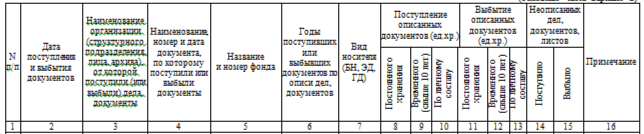 N
п/п
Дата
поступления
и выбытия
документов
Наименование
организации
(структурного
подразделения,
лица, архива),
от которой
поступили (или
выбыли) дела,
документы
Наименование,
номер и дата
документа,
по которому
поступили или
выбыли
документы
Название
и номер фонда
Годы
поступивших
или
выбывших
документов по
описи дел,
документов
Вид
носителя
(БН, ЭД,
ГД)
Поступление
описанных
документов (ед.хр.)
Постоянного
хранения
Временного
(свыше 10 лет)
По личному
составу
Выбытие
описанных
документов
(ед.хр.)
Постоянного
хранения
Временного
(свыше 10 лет)
По личному
составу
Неописанных
дел,
документов,
листов
Поступило
Выбыло
Примечание
1 2 3 4 5 6 7 8 9 10 11 12 13 14 15 16